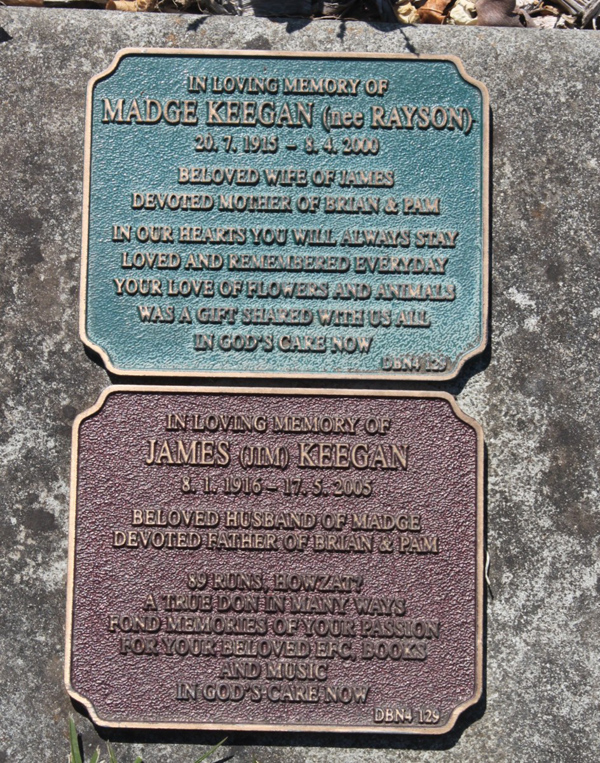 IN LOVING MEMORY OF
MADGE KEEGAN (nee RAYSON)
20. 7. 1915 – 8. 4. 2000
BELOVED WIFE OF JAMES
DEVOTED MOTHER OF BRIAN & PAM
IN OUR HEARTS YOU WILL ALWAYS STAY
LOVED AND REMEMBERED EVERYDAY
YOUR LOVE OF FLOWERS AND ANIMALS
WAS A GIFT SHARED WITH US ALL
IN GOD'S CARE NOW
DBN4 129
IN LOVING MEMORY OF
JAMES (JIM) KEEGAN
8. 1. 1916 – 17. 5. 2005
BELOVED HUSBAND OF MADGE
DEVOTED FATHER OF BRIAN & PAM
89 RUNS, HOWZAT?
A TRUE DON IN MANY WAYS
FOND MEMORIES OF YOUR PASSION
FOR YOUR BELOVED EFC, BOOKS
AND MUSIC
IN GOD'S CARE NOW
DBN4 129